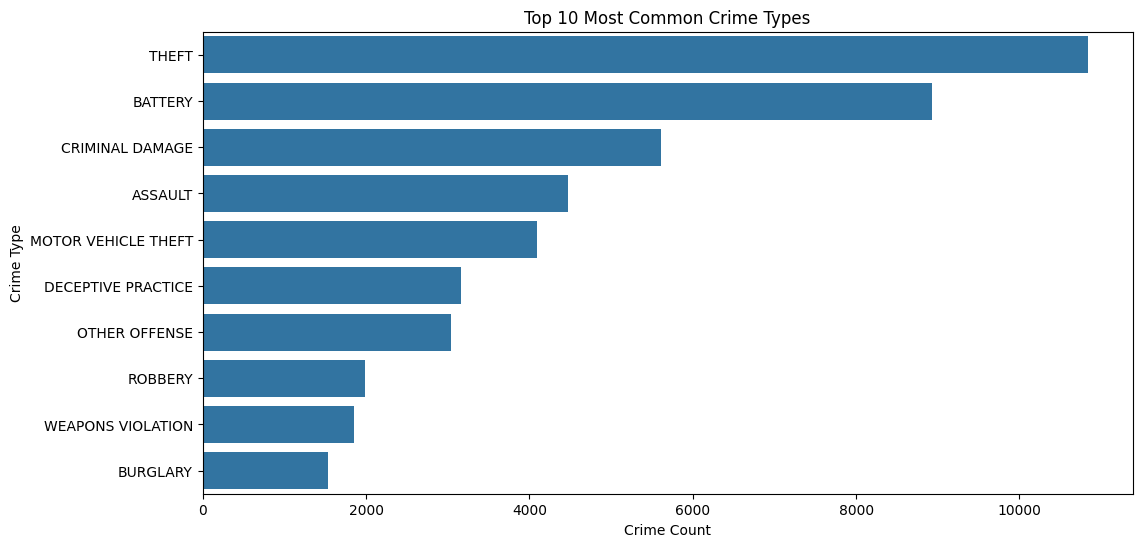 Top 10 Most Common Crime Types
Crime Type
THEFT
BATTERY
CRIMINAL DAMAGE
ASSAULT
MOTOR VEHICLE THEFT
DECEPTIVE PRACTICE
OTHER OFFENSE
ROBBERY
WEAPONS VIOLATION
BURGLARY
0 2000 4000 6000 8000 10000
Crime Count